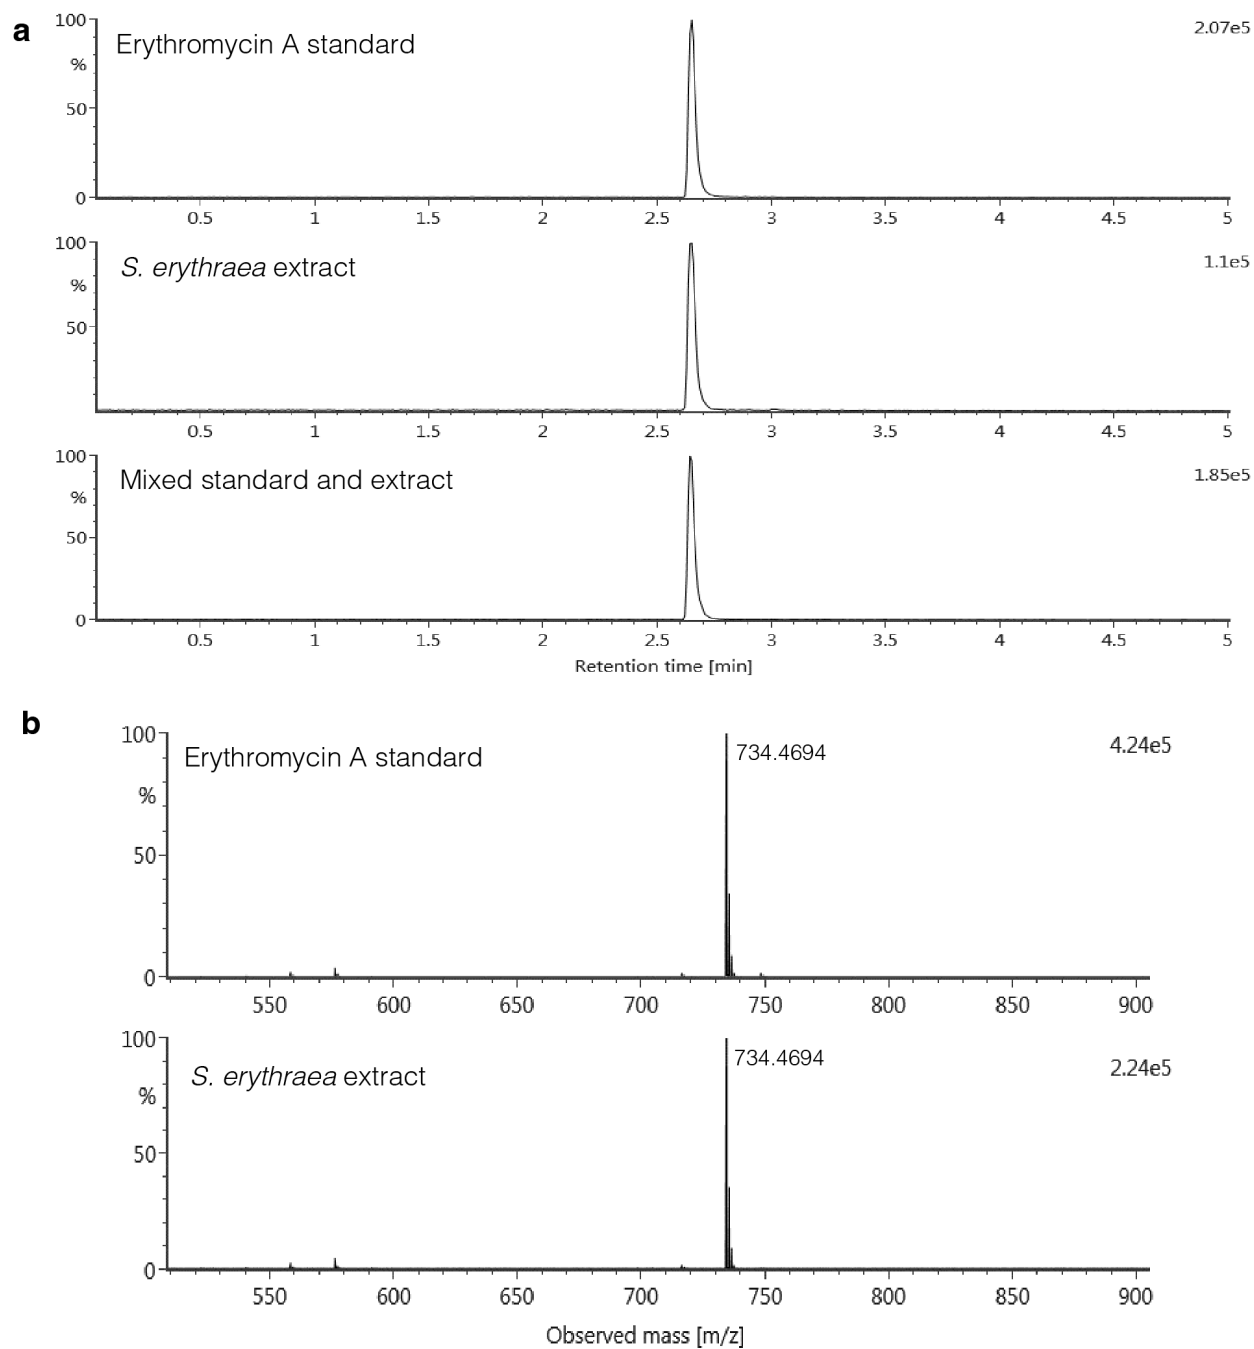 a
100
Erythromycin A standard
2.07e5
%
50
0
0.5 1 1.5 2 2.5 3 3.5 4 4.5 5
100
S. erythraea extract
1.1e5
%
50
0.5 1 1.5 2 2.5 3 3.5 4 4.5 5
100
Mixed standard and extract
1.85e5
%
50
0
0.5 1 1.5 2 2.5 3 3.5 4 4.5 5
Retention time [min]
b
100
Erythromycin A standard
734.4694
4.24e5
%
50
0
550 600 650 700 750 800 850 900
100
S. erythraea extract
734.4694
2.24e5
%
50
0
550 600 650 700 750 800 850 900
Observed mass [m/z]